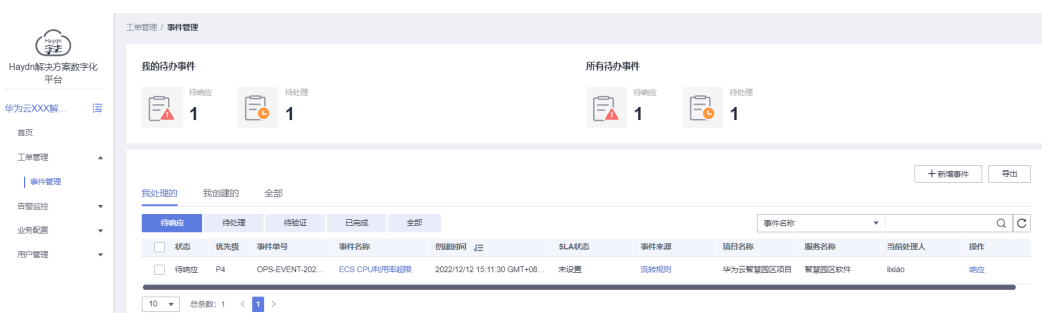 工单管理 / 事件管理
Haydn
Haydn解决方案数字化
平台
华为云XXX解...
首页
工单管理
事件管理
告警监控
业务配置
用户管理
我的待办事件
待响应
1
待处理
1
所有待办事件
待响应
1
待处理
1
+ 新增事件 导出
我处理的 我创建的 全部
待响应 待处理 待验证 已完成 全部 事件名称
状态 优先级 事件单号 事件名称 创建时间 SLA状态 事件来源 项目名称 服务名称 当前处理人 操作
待响应 P4 OPS-EVENT-202... ECS CPU利用率超限 2022/12/12 15:11:30 GMT+08... 未设置 流转规则 华为云智慧园区项目 智慧园区软件 lixiao 响应
10 总条数: 1 < 1 >